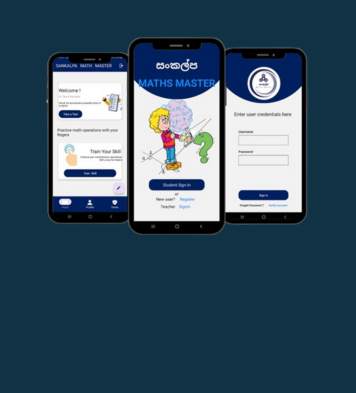 SANKALPA MATH MASTER
Welcome !
Take a Test
Practice math operations with your
fingers
Train Your Skill
Train Skill
Profile
සංකල්ප
MATHS MASTER
Student Sign In
or
New user? Register
Teacher SignIn
Enter user credentials here
Username
Password
Sign in
Forgot Password ? Verify account